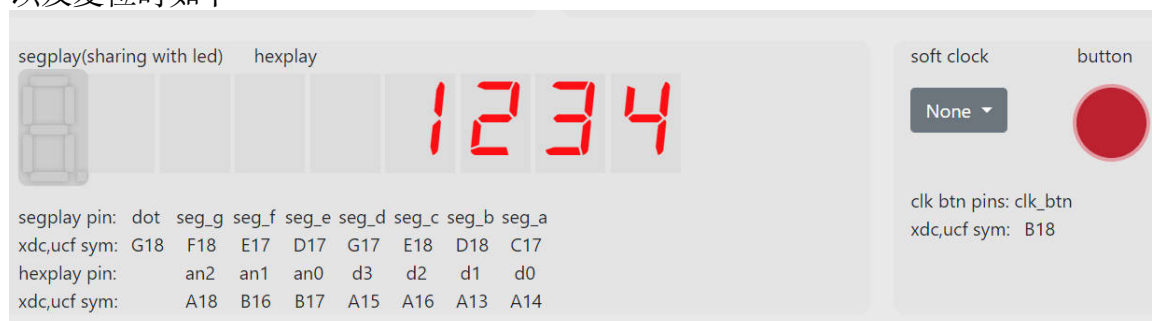 以及复位时如下
segplay(sharing with led) hexplay
soft clock button
1234
None
segplay pin: dot seg_g seg_f seg_e seg_d seg_c seg_b seg_a
xdc,ucf sym: G18 F18 E17 D17 G17 E18 D18 C17
hexplay pin: an2 an1 an0 d3 d2 d1 d0
xdc,ucf sym: A18 B16 B17 A15 A16 A13 A14
clk btn pins: clk_btn
xdc,ucf sym: B18